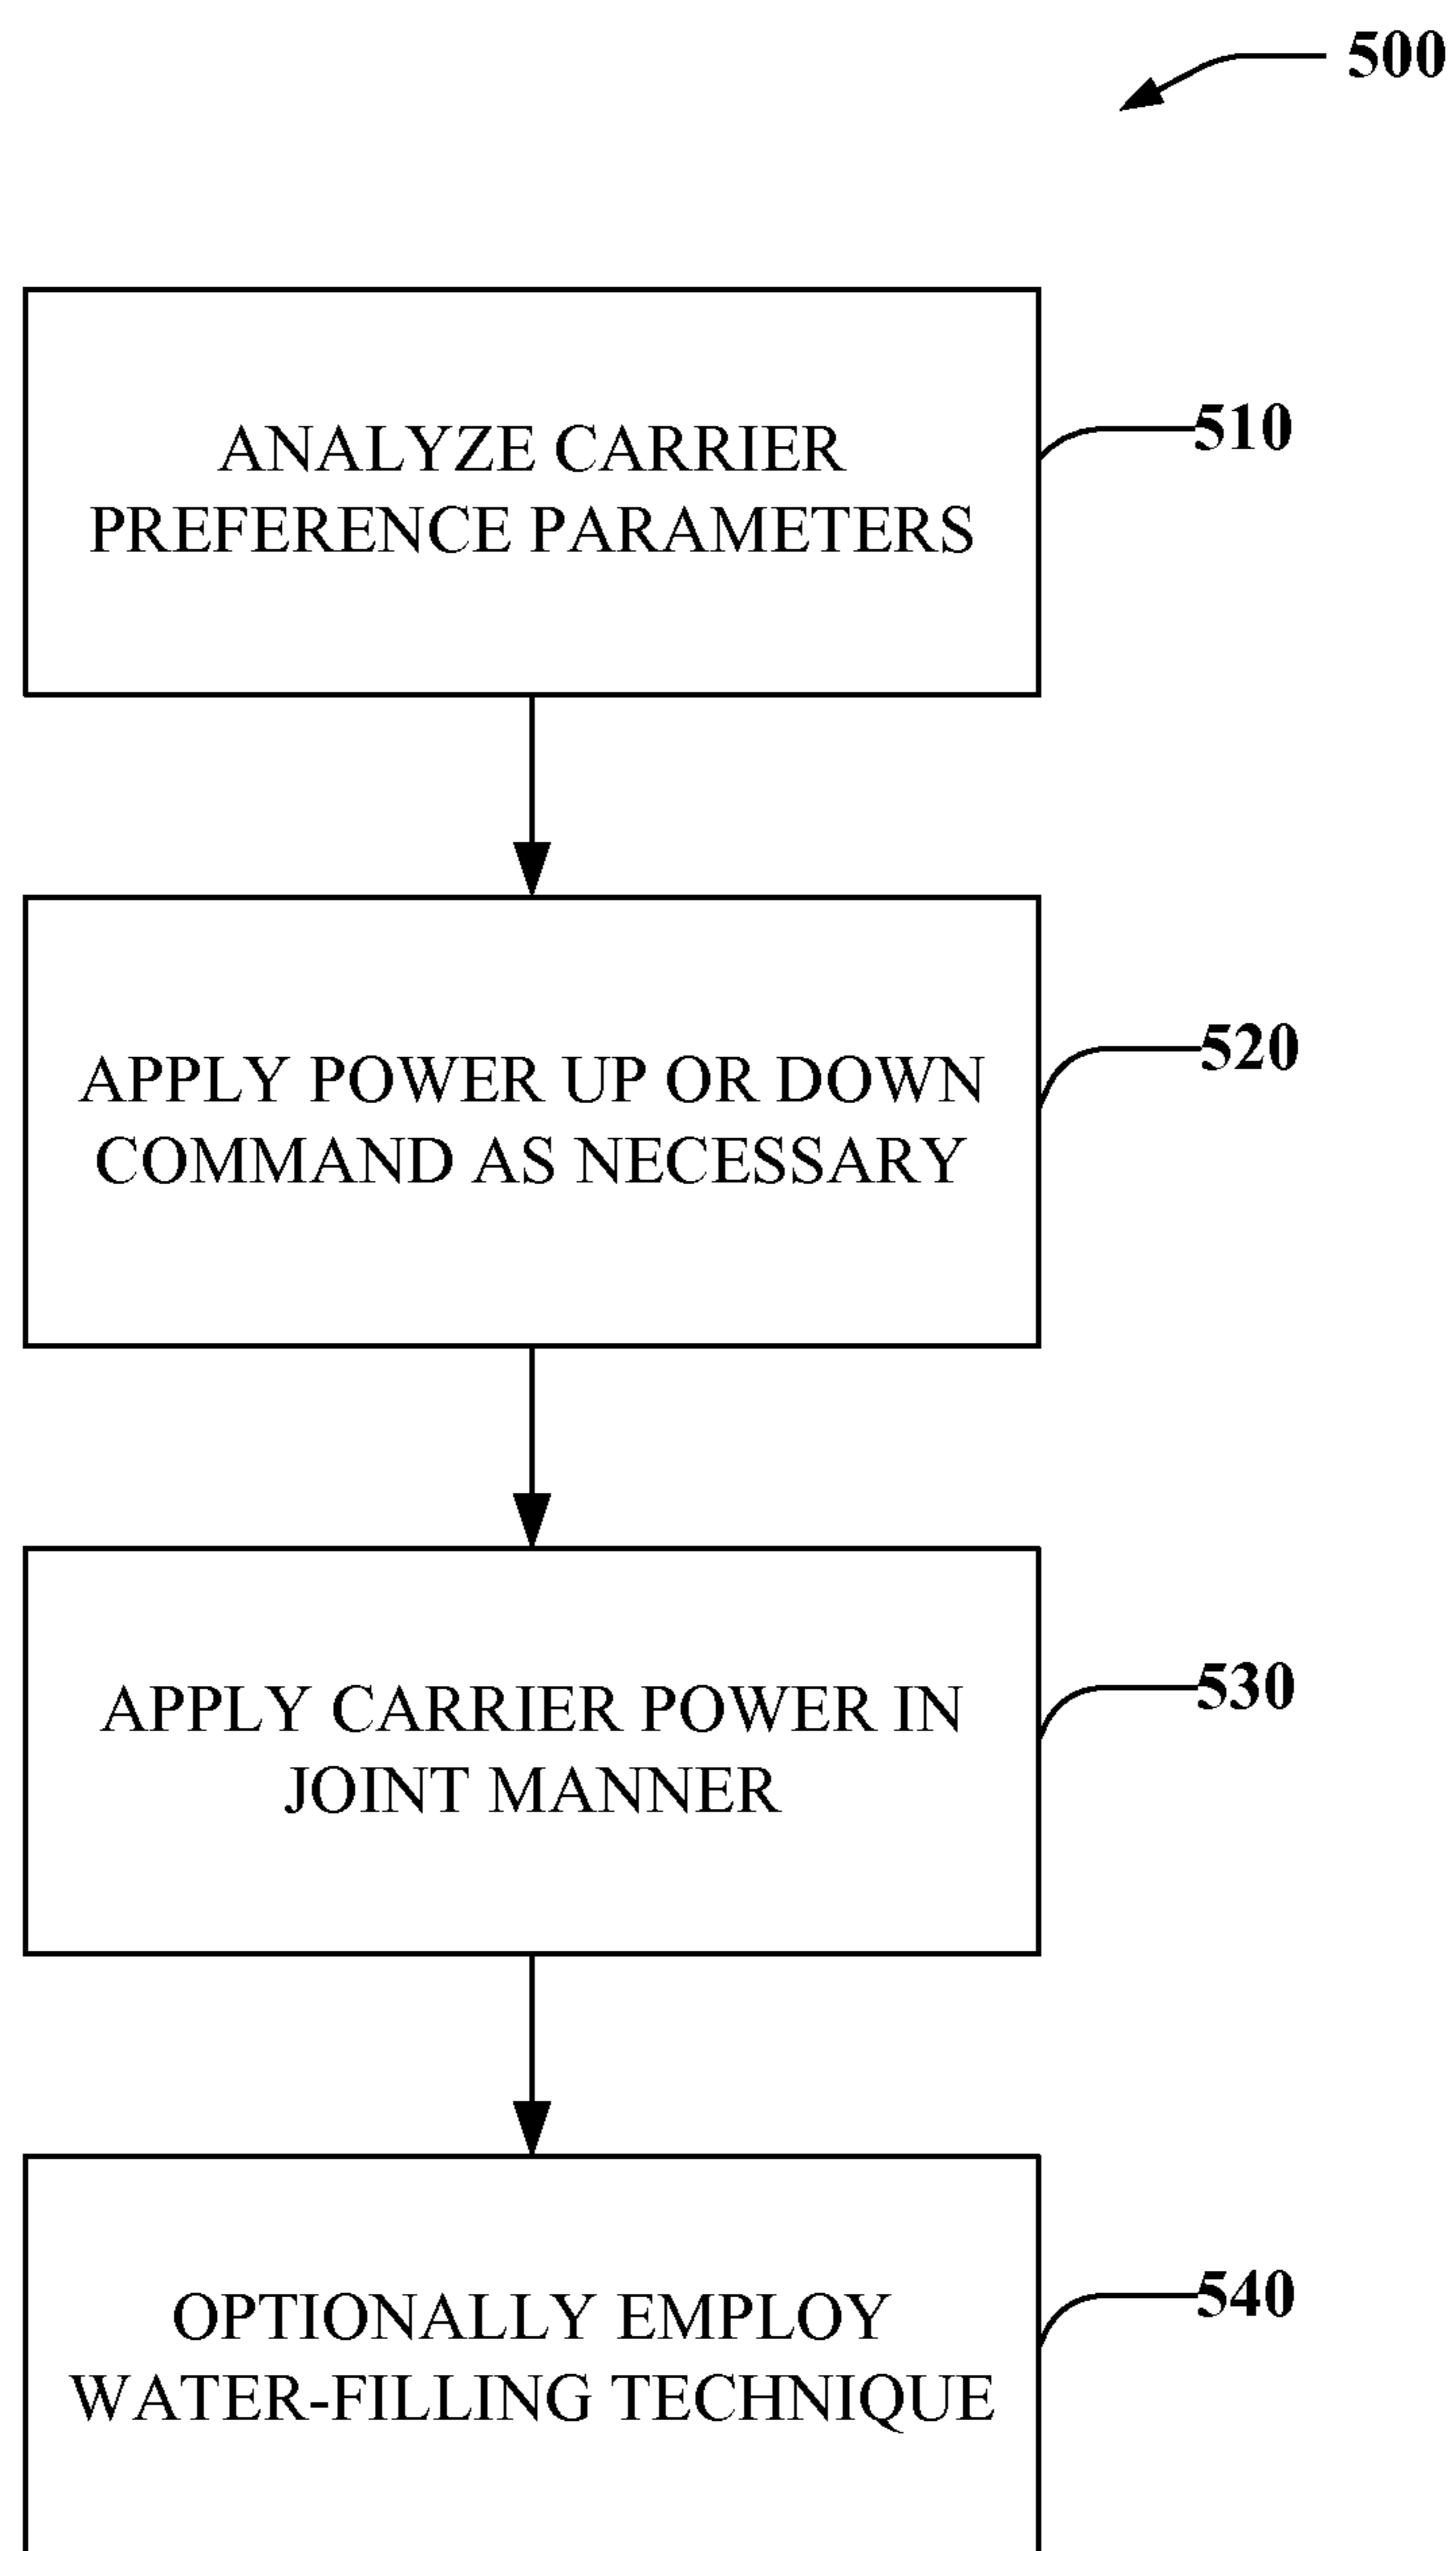 500
ANALYZE CARRIER
PREFERENCE PARAMETERS
510
APPLY POWER UP OR DOWN
COMMAND AS NECESSARY
520
APPLY CARRIER POWER IN
JOINT MANNER
530
OPTIONALLY EMPLOY
WATER-FILLING TECHNIQUE
540